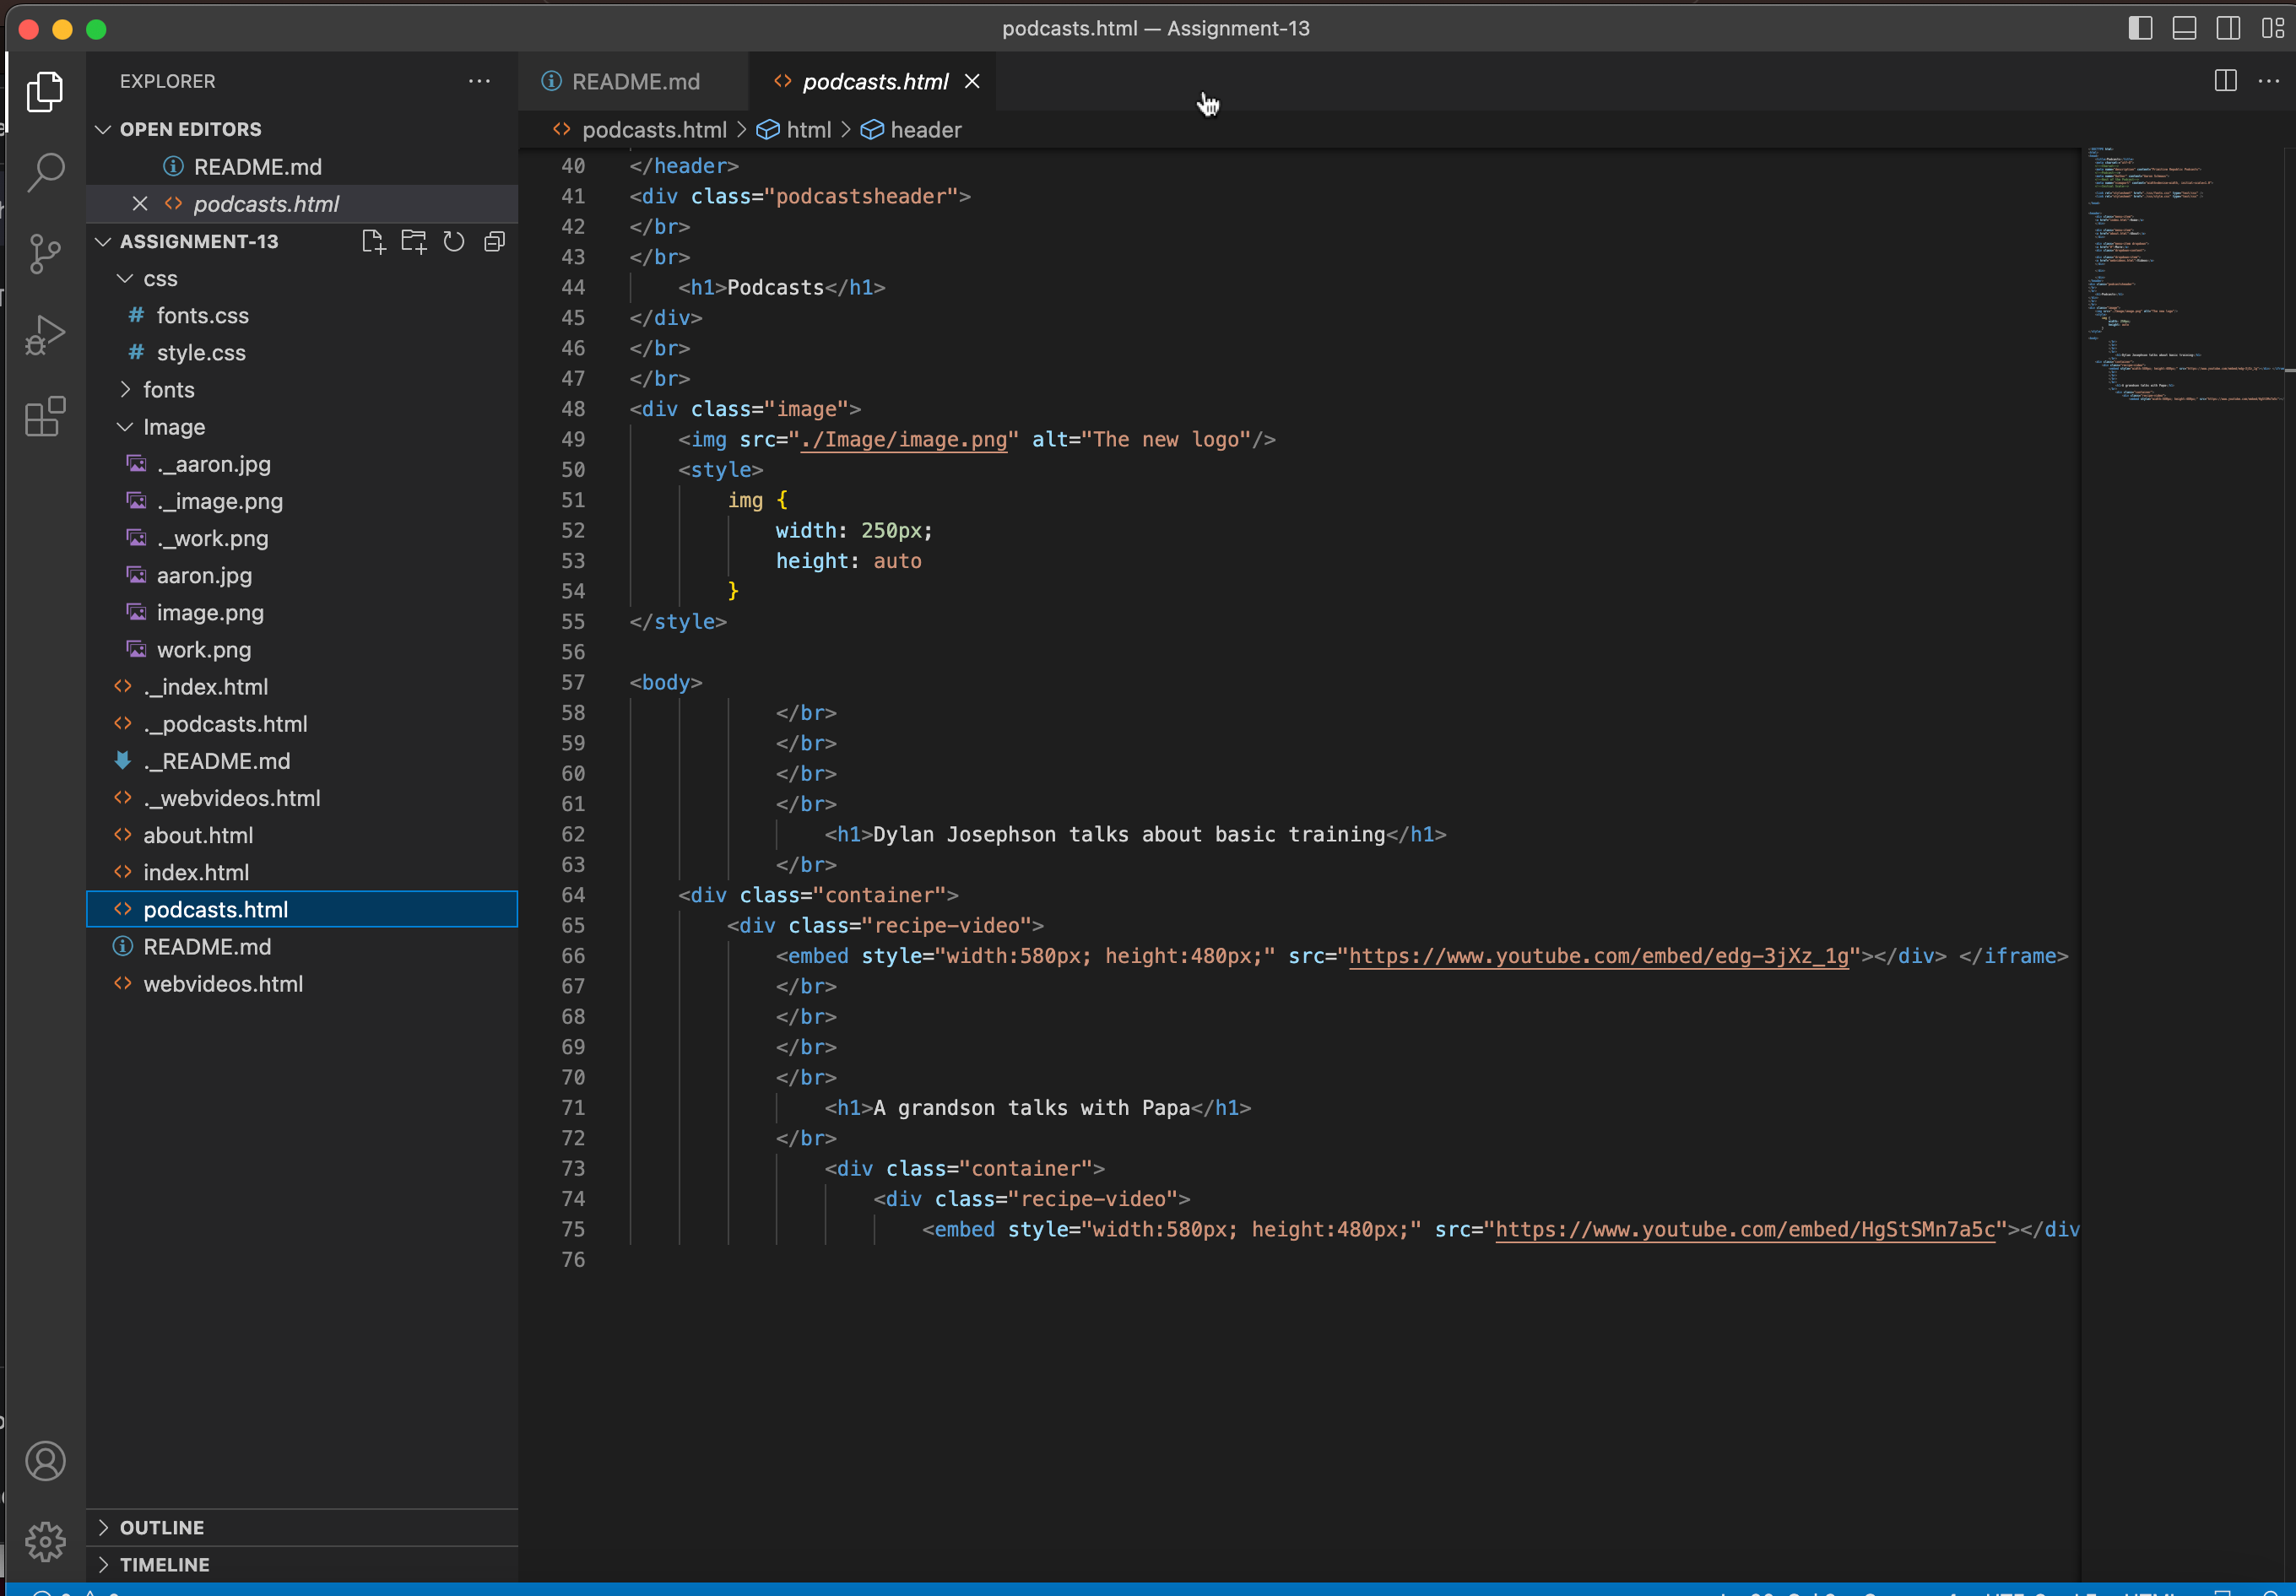 podcasts.html — Assignment-13
EXPLORER
OPEN EDITORS
README.md
podcasts.html
ASSIGNMENT-13
css
# fonts.css
# style.css
fonts
Image
._aaron.jpg
._image.png
._work.png
aaron.jpg
image.png
work.png
._index.html
._podcasts.html
._README.md
._webvideos.html
about.html
index.html
podcasts.html
README.md
webvideos.html
OUTLINE
TIMELINE
README.md podcasts.html
podcasts.html > html > header
40 </header>
41 <div class="podcastsheader">
42 </br>
43 </br>
44 <h1>Podcasts</h1>
45 </div>
46 </br>
47 </br>
48 <div class="image">
49 <img src="./Image/image.png" alt="The new logo"/>
50 <style>
51 img {
52 width: 250px;
53 height: auto
54 }
55 </style>
56
57 <body>
58 </br>
59 </br>
60 </br>
61 </br>
62 <h1>Dylan Josephson talks about basic training</h1>
63 </br>
64 <div class="container">
65 <div class="recipe-video">
66 <embed style="width:580px; height:480px;" src="https://www.youtube.com/embed/edg-3jXz_1g"></div> </iframe>
67 </br>
68 </br>
69 </br>
70 </br>
71 <h1>A grandson talks with Papa</h1>
72 </br>
73 <div class="container">
74 <div class="recipe-video">
75 <embed style="width:580px; height:480px;" src="https://www.youtube.com/embed/HgStSMn7a5c"></div
76